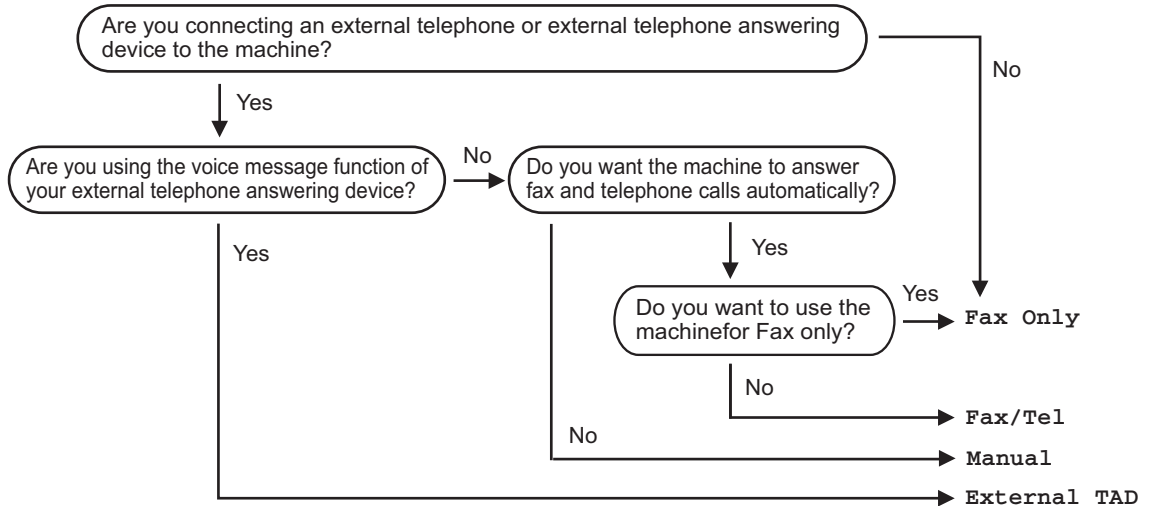 Are you connecting an external telephone or external telephone answering
device to the machine?
No
Yes
Are you using the voice message function of
your external telephone answering device?
No
Do you want the machine to answer
fax and telephone calls automatically?
Yes
Yes
Do you want to use the
machinefor Fax only?
Yes
Fax Only
No
Fax/Tel
No
Manual
External TAD